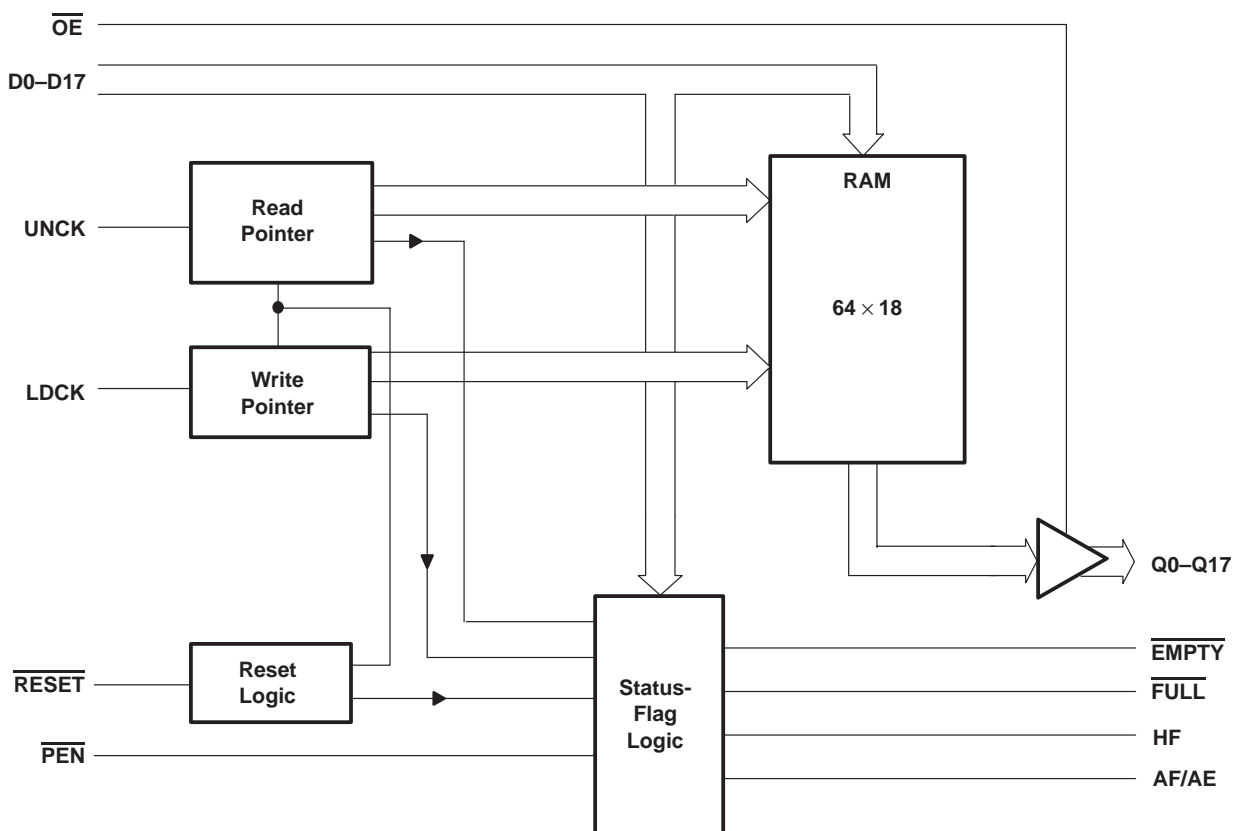 OE
D0–D17
RAM
Read
Pointer
UNCK
64 × 18
Write
Pointer
LDCK
Q0–Q17
Reset
Logic
RESET
Status-
Flag
Logic
EMPTY
FULL
HF
PEN
AF/AE